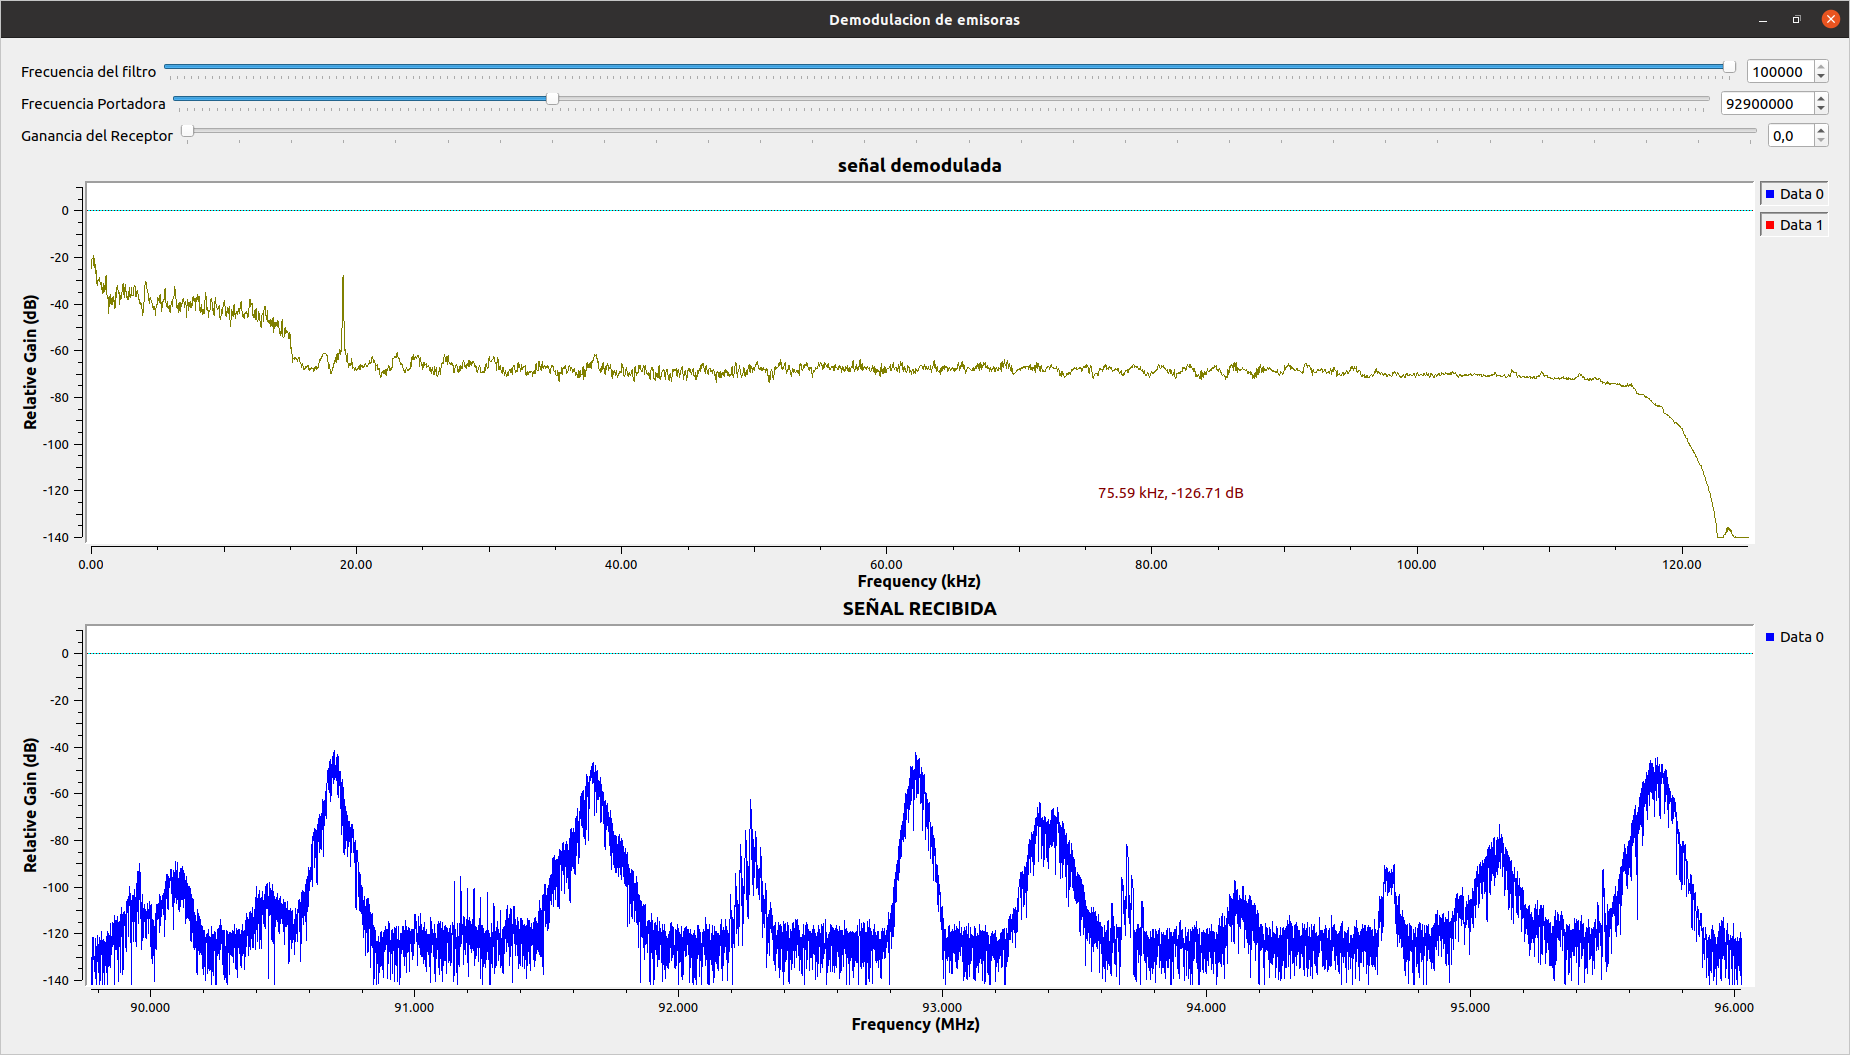 Demodulacion de emisoras
Frecuencia del filtro 100000
Frecuencia Portadora 92900000
Ganancia del Receptor 0,0
señal demodulada
Data 0
Data 1
Relative Gain (dB)
0
-20
-40
-60
-80
-100
-120
-140
75.59 kHz, -126.71 dB
0.00 20.00 40.00 60.00 80.00 100.00 120.00
Frequency (kHz)
SEÑAL RECIBIDA
Data 0
Relative Gain (dB)
0
-20
-40
-60
-80
-100
-120
-140
90.000 91.000 92.000 93.000 94.000 95.000 96.000
Frequency (MHz)